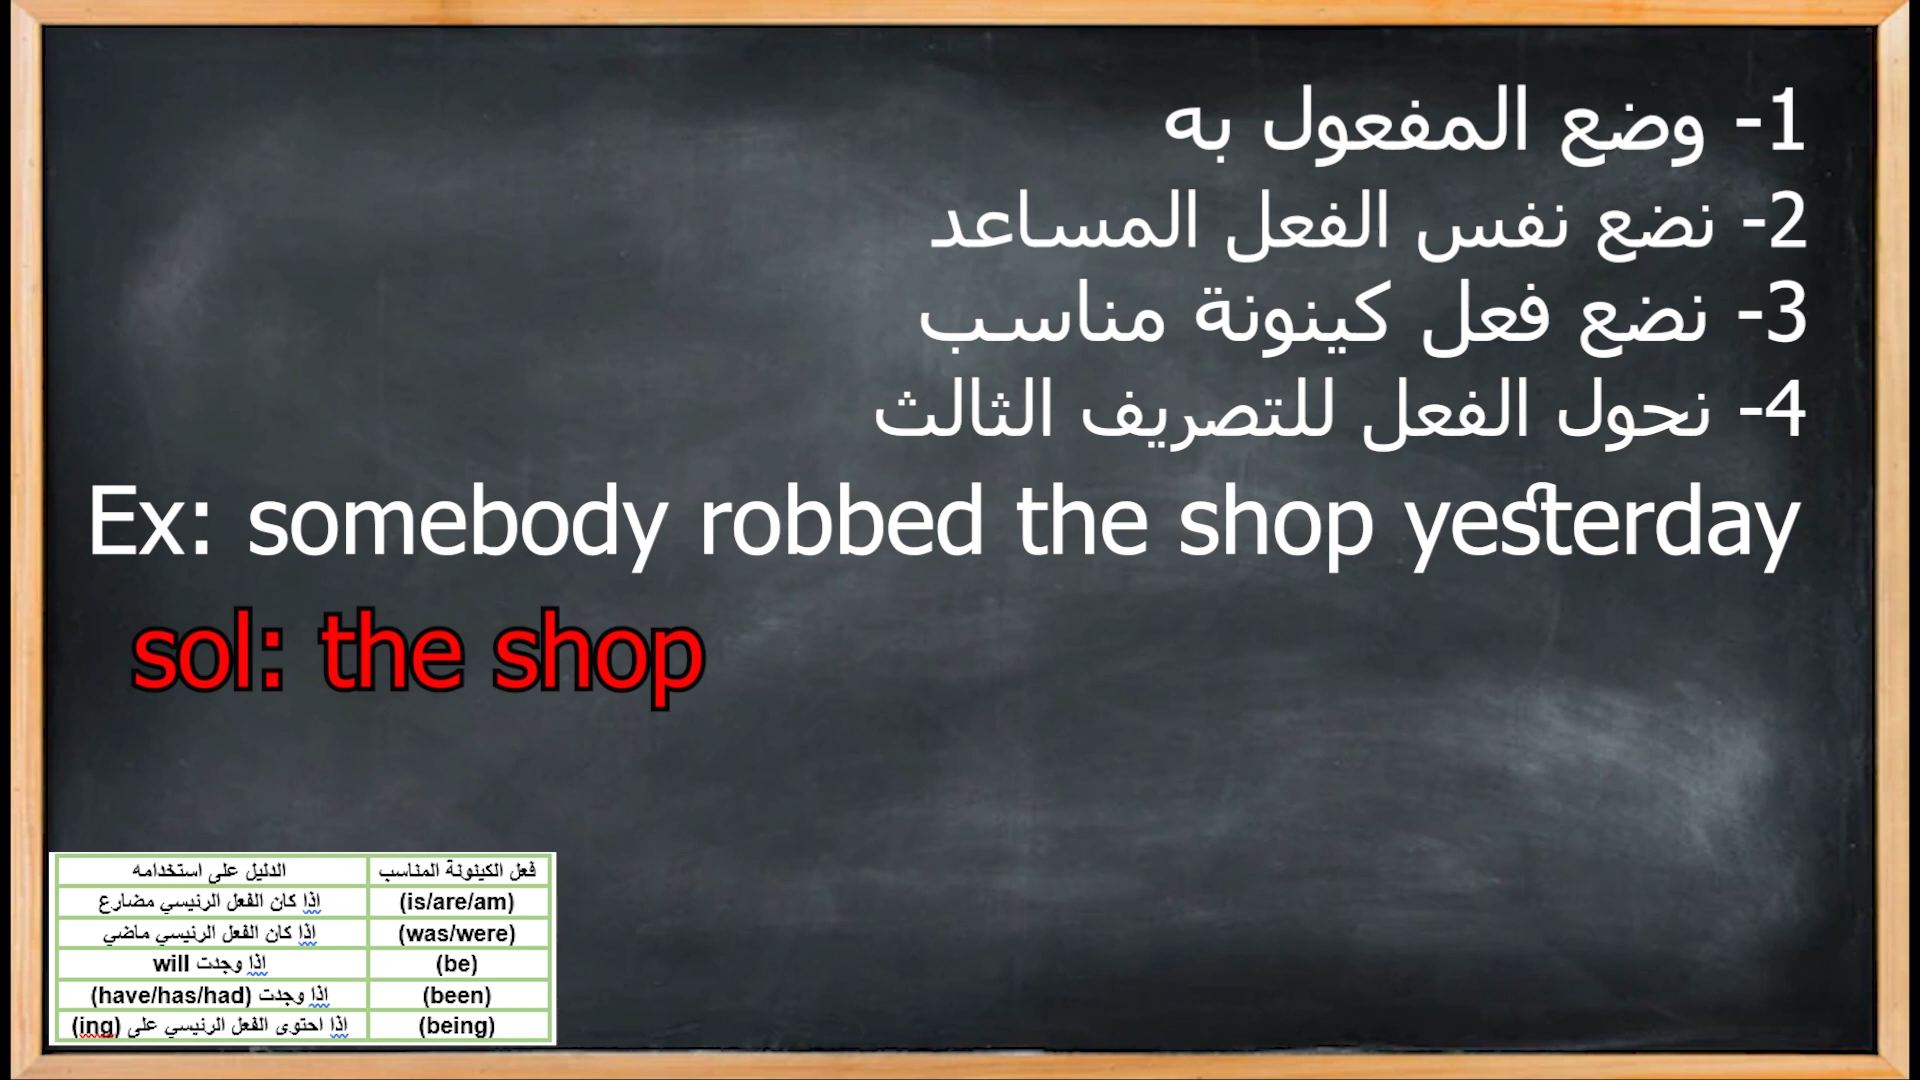 1- وضع المفعول به
2- نضع نفس الفعل المساعد
3- نضع فعل كينونة مناسب
4- نحول الفعل للتصريف الثالث
Ex: somebody robbed the shop yesterday
sol: the shop
فعل الكينونة المناسب الدليل على استخدامه
(is/are/am) اذا كان الفعل الرئيسي مضارع
(was/were) اذا كان الفعل الرئيسي ماضي
(be) اذا وجدت will
(been) اذا وجدت (have/has/had)
(being) اذا احتوى الفعل الرئيسي على (ing)